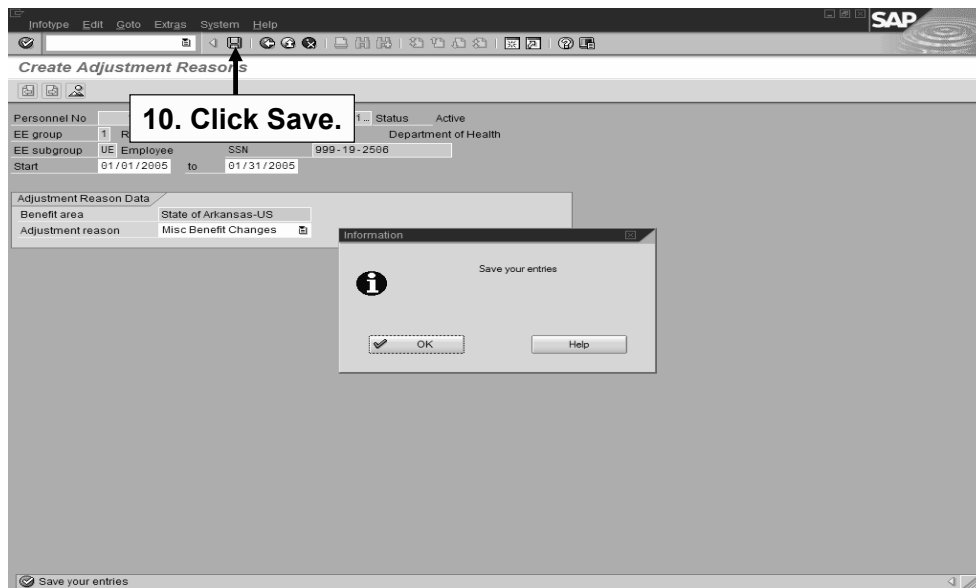 Infotype Edit Goto Extras System Help
SAP
Create Adjustment Reasons
10. Click Save.
Personnel No 1... Status Active
EE group 1 R Department of Health
EE subgroup UE Employee SSN 999-19-2506
Start 01/01/2005 to 01/31/2005
Adjustment Reason Data
Benefit area State of Arkansas-US
Adjustment reason Misc Benefit Changes
Information
Save your entries
OK Help
Save your entries